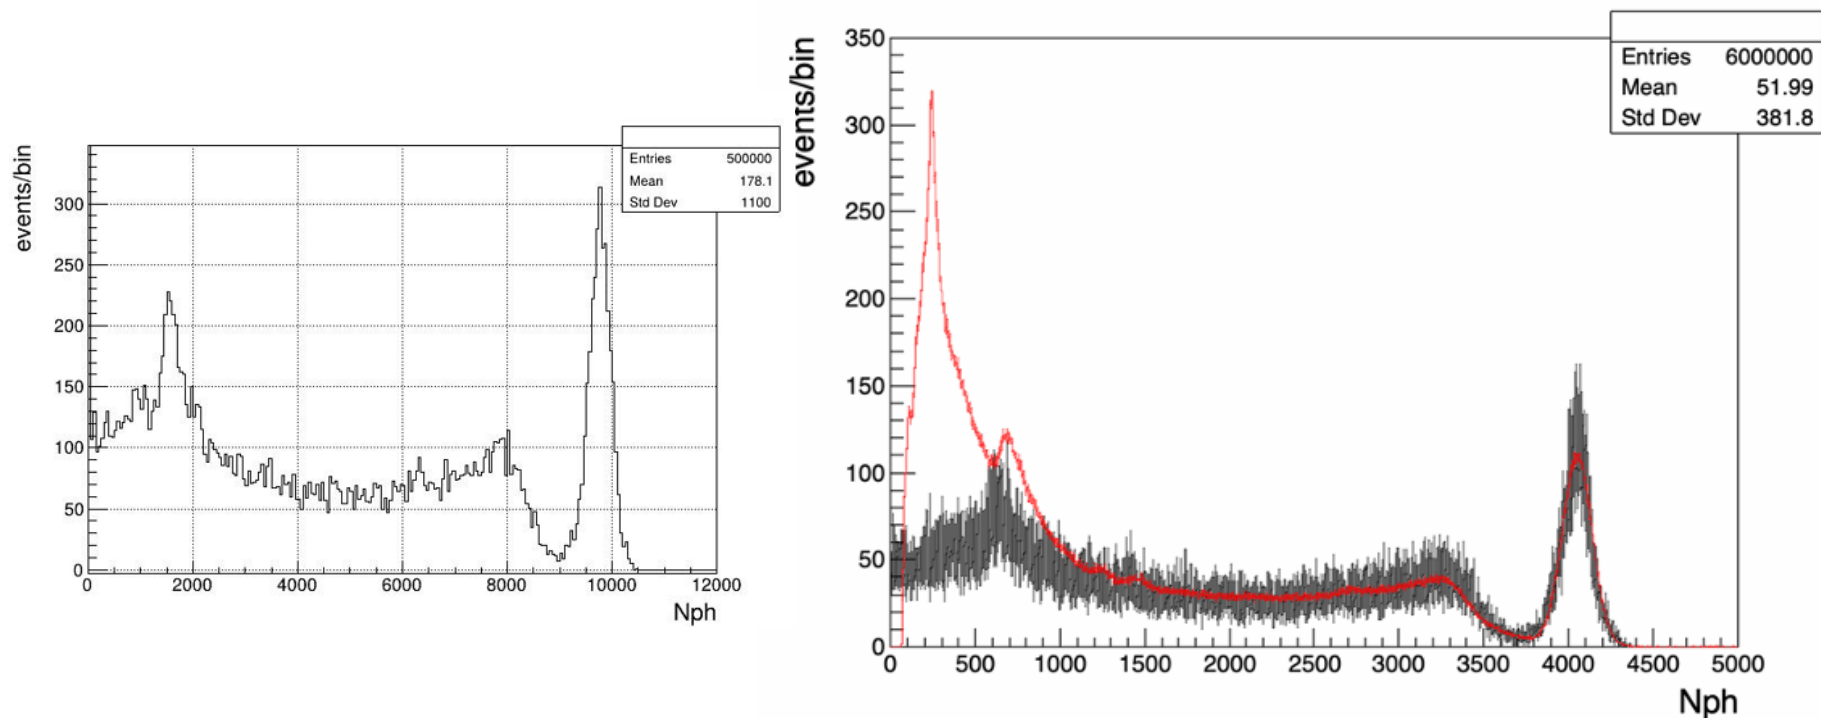 events/bin
Entries 500000
Mean 178.1
Std Dev 1100
300
250
200
150
100
50
0
0 2000 4000 6000 8000 10000 12000
Nph
events/bin
Entries 6000000
Mean 51.99
Std Dev 381.8
350
300
250
200
150
100
50
0
0 500 1000 1500 2000 2500 3000 3500 4000 4500 5000
Nph